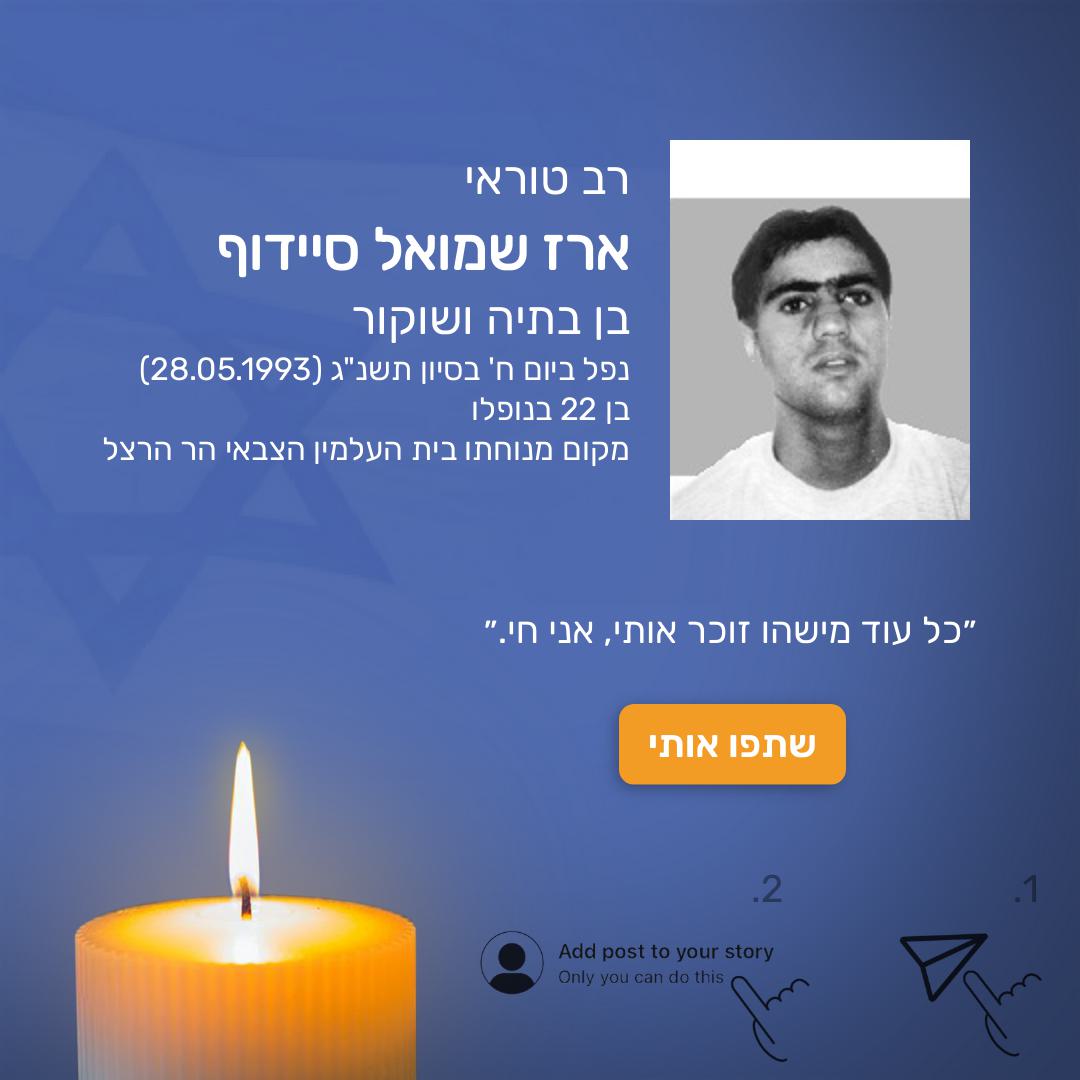 רב טוראי
ארז שמואל סיידוף
בן בתיה ושוקור
נפל ביום ח' בסיון תשנ"ג (28.05.1993)
בן 22 בנופלו
מקום מנוחתו בית העלמין הצבאי הר הרצל
״כל עוד מישהו זוכר אותי, אני חי.״
שתפו אותי
.1
.2
Add post to your story
Only you can do this